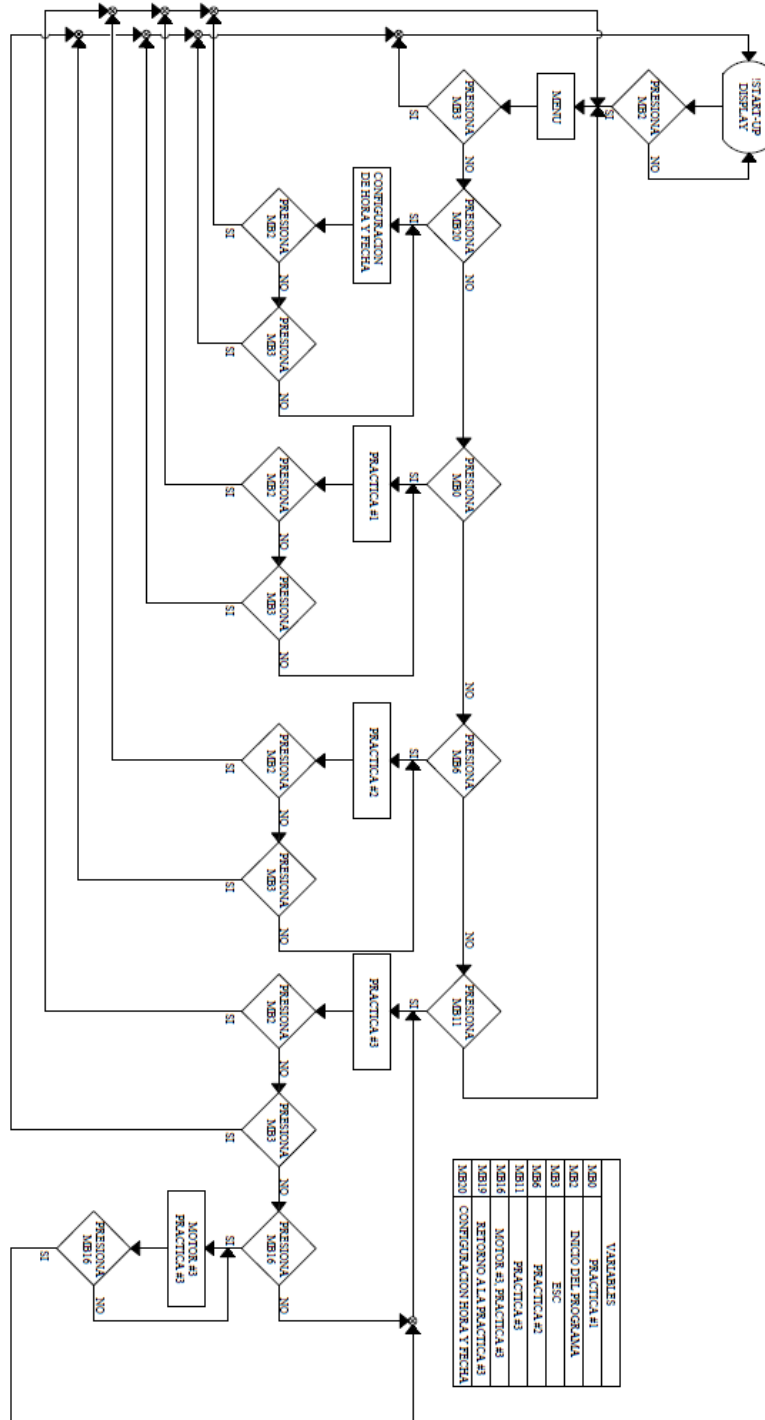 !START-UP
DISPLAY
PRESIONA
MB2
NO
SI
MENU
PRESIONA
MB3
NO
SI
PRESIONA
MB20
NO
SI
PRESIONA
MB0
NO
SI
PRESIONA
MB6
NO
SI
PRESIONA
MB11
SI
CONFIGURACION
DE HORA Y FECHA
PRESIONA
MB2
NO
SI
PRESIONA
MB3
NO
SI
PRACTICA #1
PRESIONA
MB2
NO
SI
PRESIONA
MB3
NO
SI
PRACTICA #2
PRESIONA
MB2
NO
SI
PRESIONA
MB3
NO
SI
PRACTICA #3
PRESIONA
MB2
NO
SI
PRESIONA
MB3
NO
SI
PRESIONA
MB16
NO
SI
MOTOR #3
PRACTICA #3
PRESIONA
MB16
NO
SI
VARIABLES
MB0 PRACTICA #1
MB2 INICIO DEL PROGRAMA
MB3 ESC
MB6 PRACTICA #2
MB11 PRACTICA #3
MB16 MOTOR #3, PRACTICA #3
MB19 RETORNO A LA PRACTICA #3
MB20 CONFIGURACION HORA Y FECHA